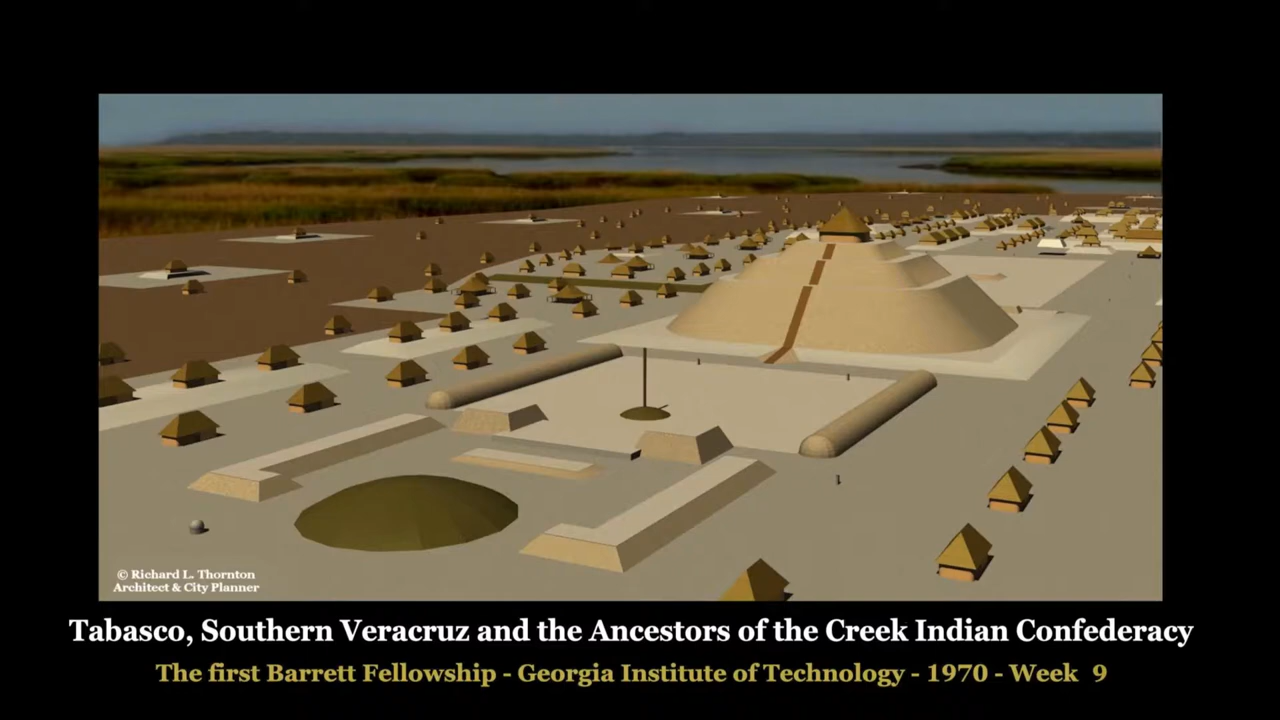 © Richard L. Thornton
Architect & City Planner
Tabasco, Southern Veracruz and the Ancestors of the Creek Indian Confederacy
The first Barrett Fellowship - Georgia Institute of Technology - 1970 - Week 9